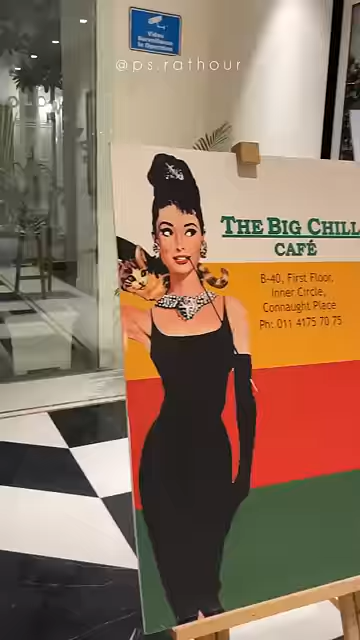 Video
Surveillance
In Operation
@ps.rathour
THE BIG CHILL
CAFÉ
B-40, First Floor,
Inner Circle,
Connaught Place
Ph: 011 4175 70 75